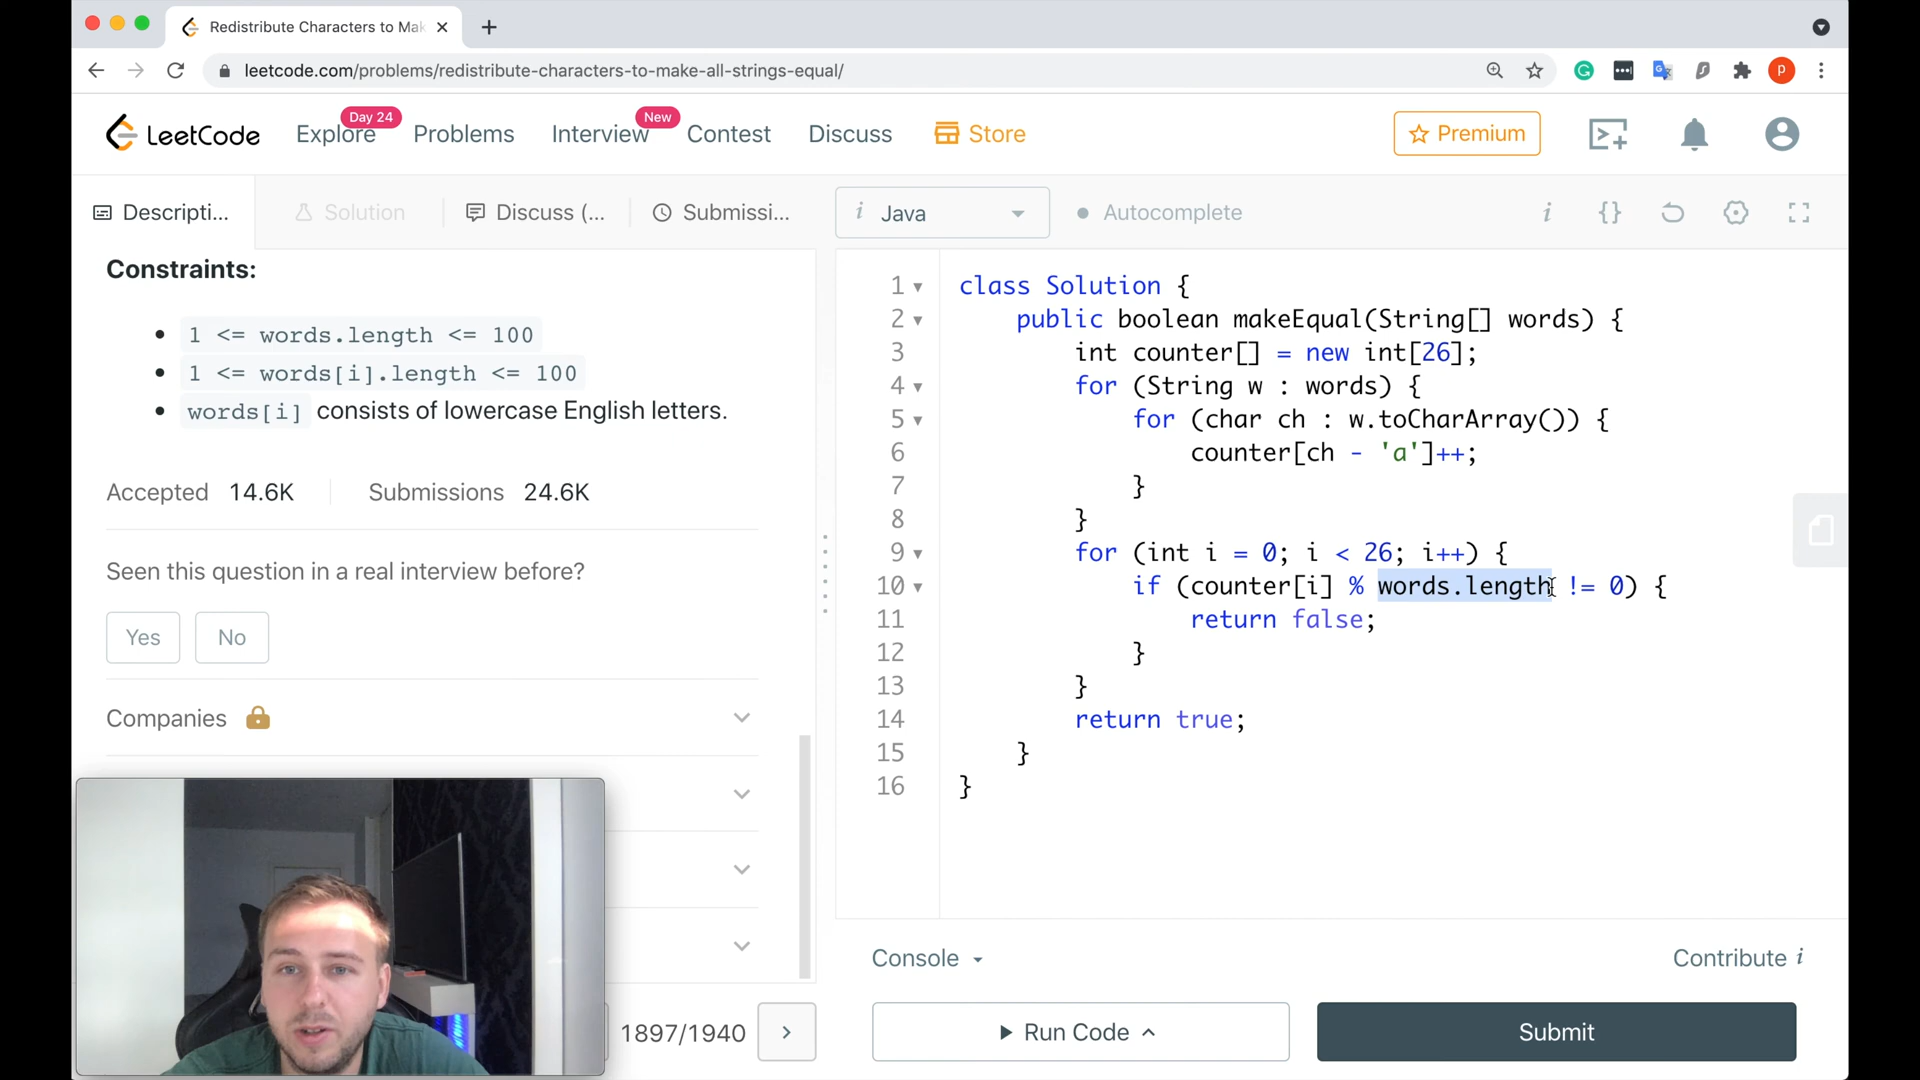 Redistribute Characters to Mak
leetcode.com/problems/redistribute-characters-to-make-all-strings-equal/
P
LeetCode
Explore
Day 24
Problems
Interview
New
Contest
Discuss
Store
Premium
Descripti...
Solution
Discuss (...
Submissi...
i Java
Autocomplete
i {}
Constraints:
1 <= words.length <= 100
1 <= words[i].length <= 100
words[i] consists of lowercase English letters.
Accepted 14.6K Submissions 24.6K
Seen this question in a real interview before?
Yes No
Companies
1897/1940
1 class Solution {
2 public boolean makeEqual(String[] words) {
3 int counter[] = new int[26];
4 for (String w : words) {
5 for (char ch : w.toCharArray()) {
6 counter[ch - 'a']++;
7 }
8 }
9 for (int i = 0; i < 26; i++) {
10 if (counter[i] % words.length != 0) {
11 return false;
12 }
13 }
14 return true;
15 }
16 }
Console
Contribute i
Run Code
Submit